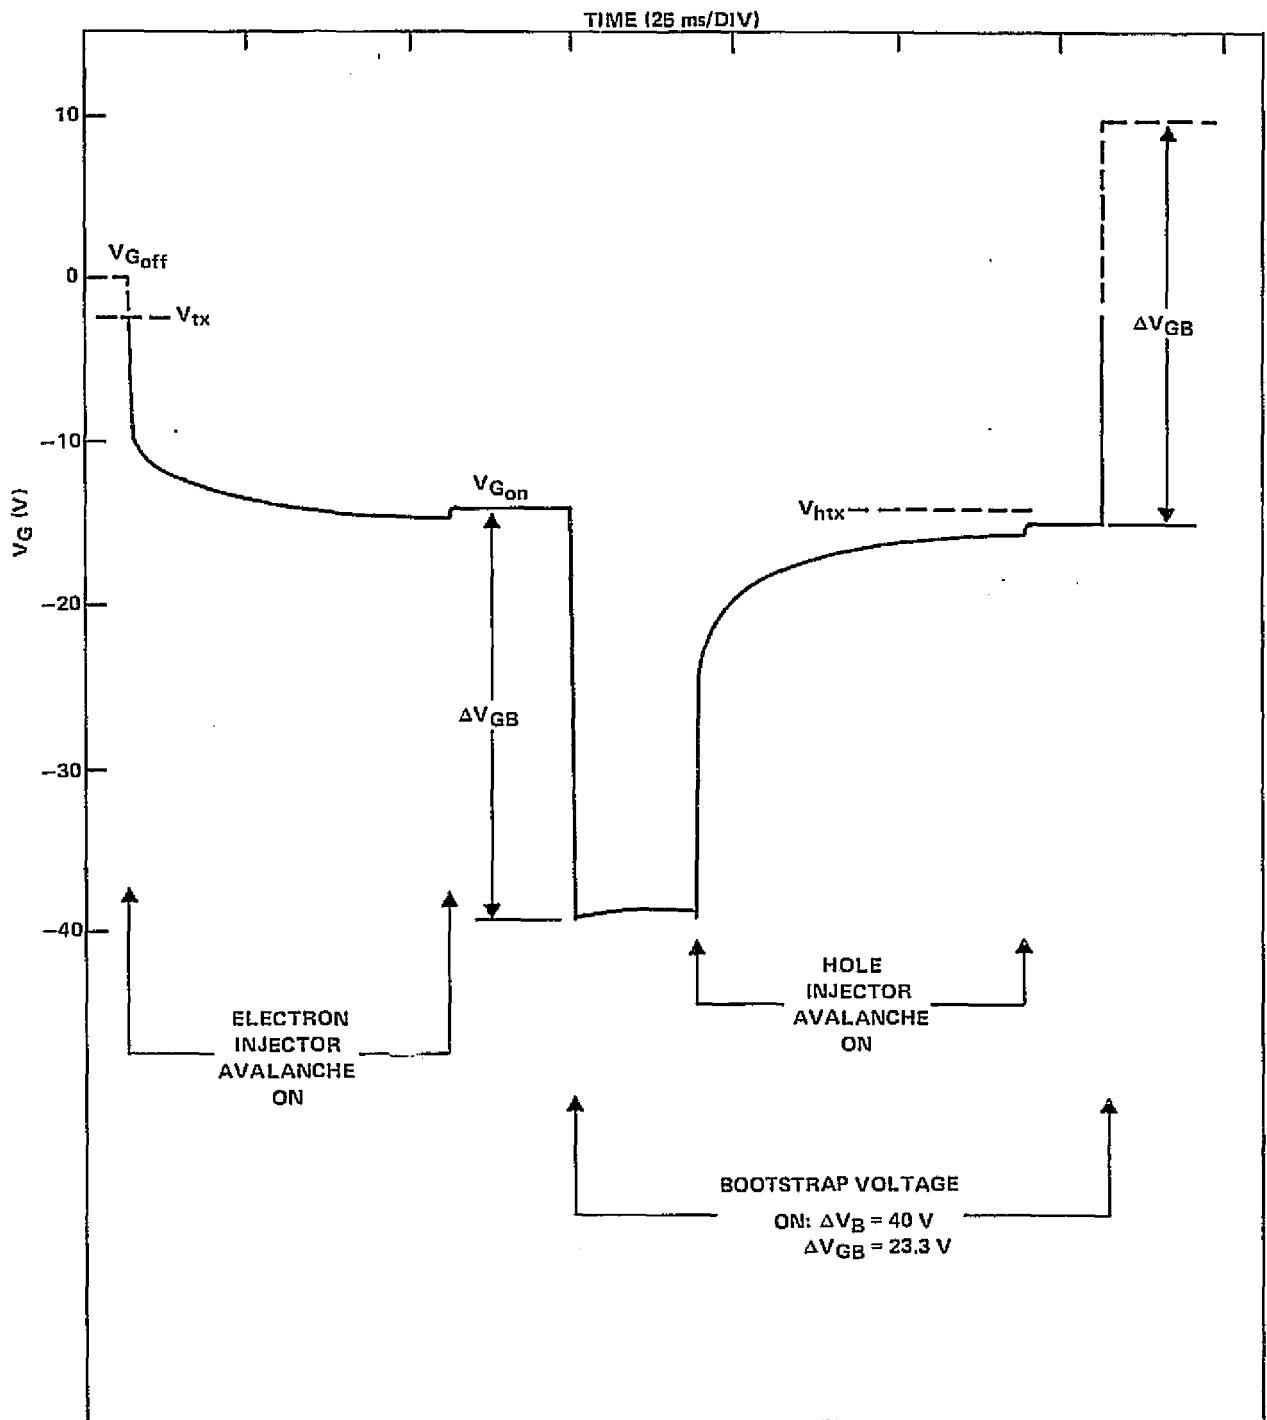 TIME (25 ms/DIV)
10
VGoff
0
Vtx
-10
VGon
Vhtx
VG (V)
ΔVGB
-20
ΔVGB
-30
-40
HOLE
INJECTOR
AVALANCHE
ON
ELECTRON
INJECTOR
AVALANCHE
ON
BOOTSTRAP VOLTAGE
ON: ΔVB = 40 V
ΔVGB = 23.3 V